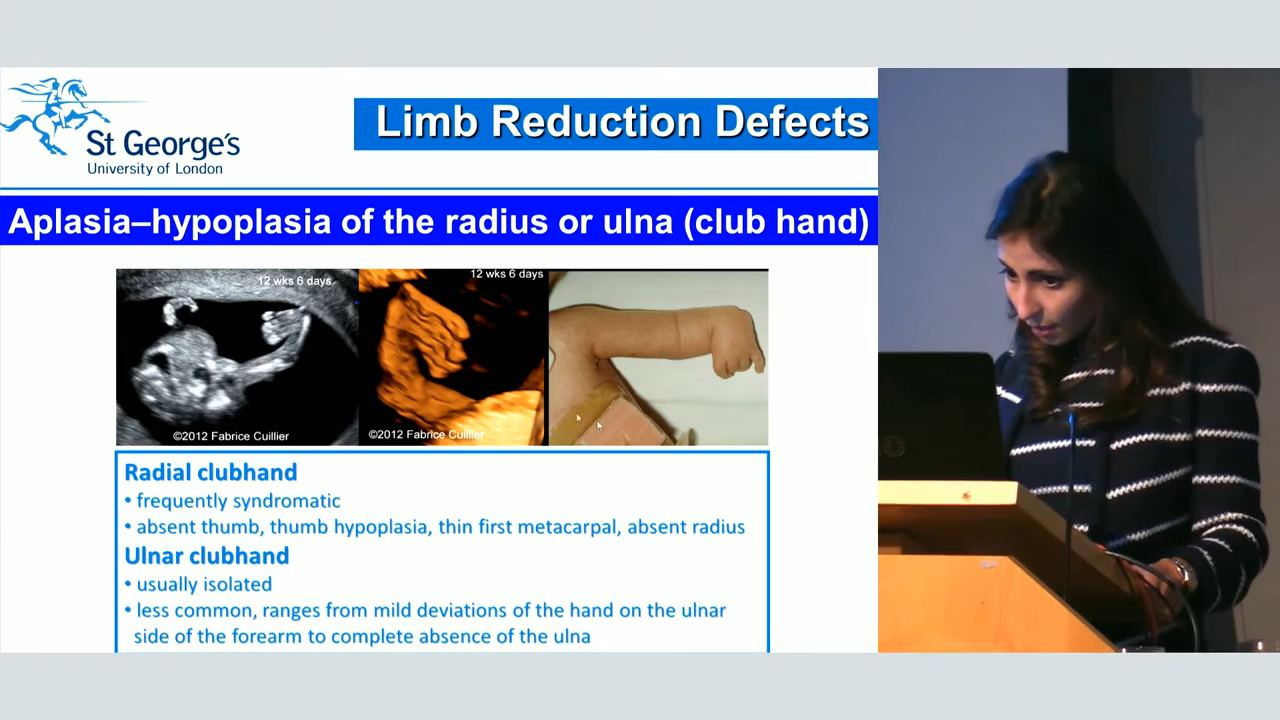 St George's
University of London
Limb Reduction Defects
Aplasia–hypoplasia of the radius or ulna (club hand)
12 wks 6 days
12 wks 6 days
©2012 Fabrice Cuillier
©2012 Fabrice Cuillier
Radial clubhand
• frequently syndromatic
• absent thumb, thumb hypoplasia, thin first metacarpal, absent radius
Ulnar clubhand
• usually isolated
• less common, ranges from mild deviations of the hand on the ulnar
side of the forearm to complete absence of the ulna